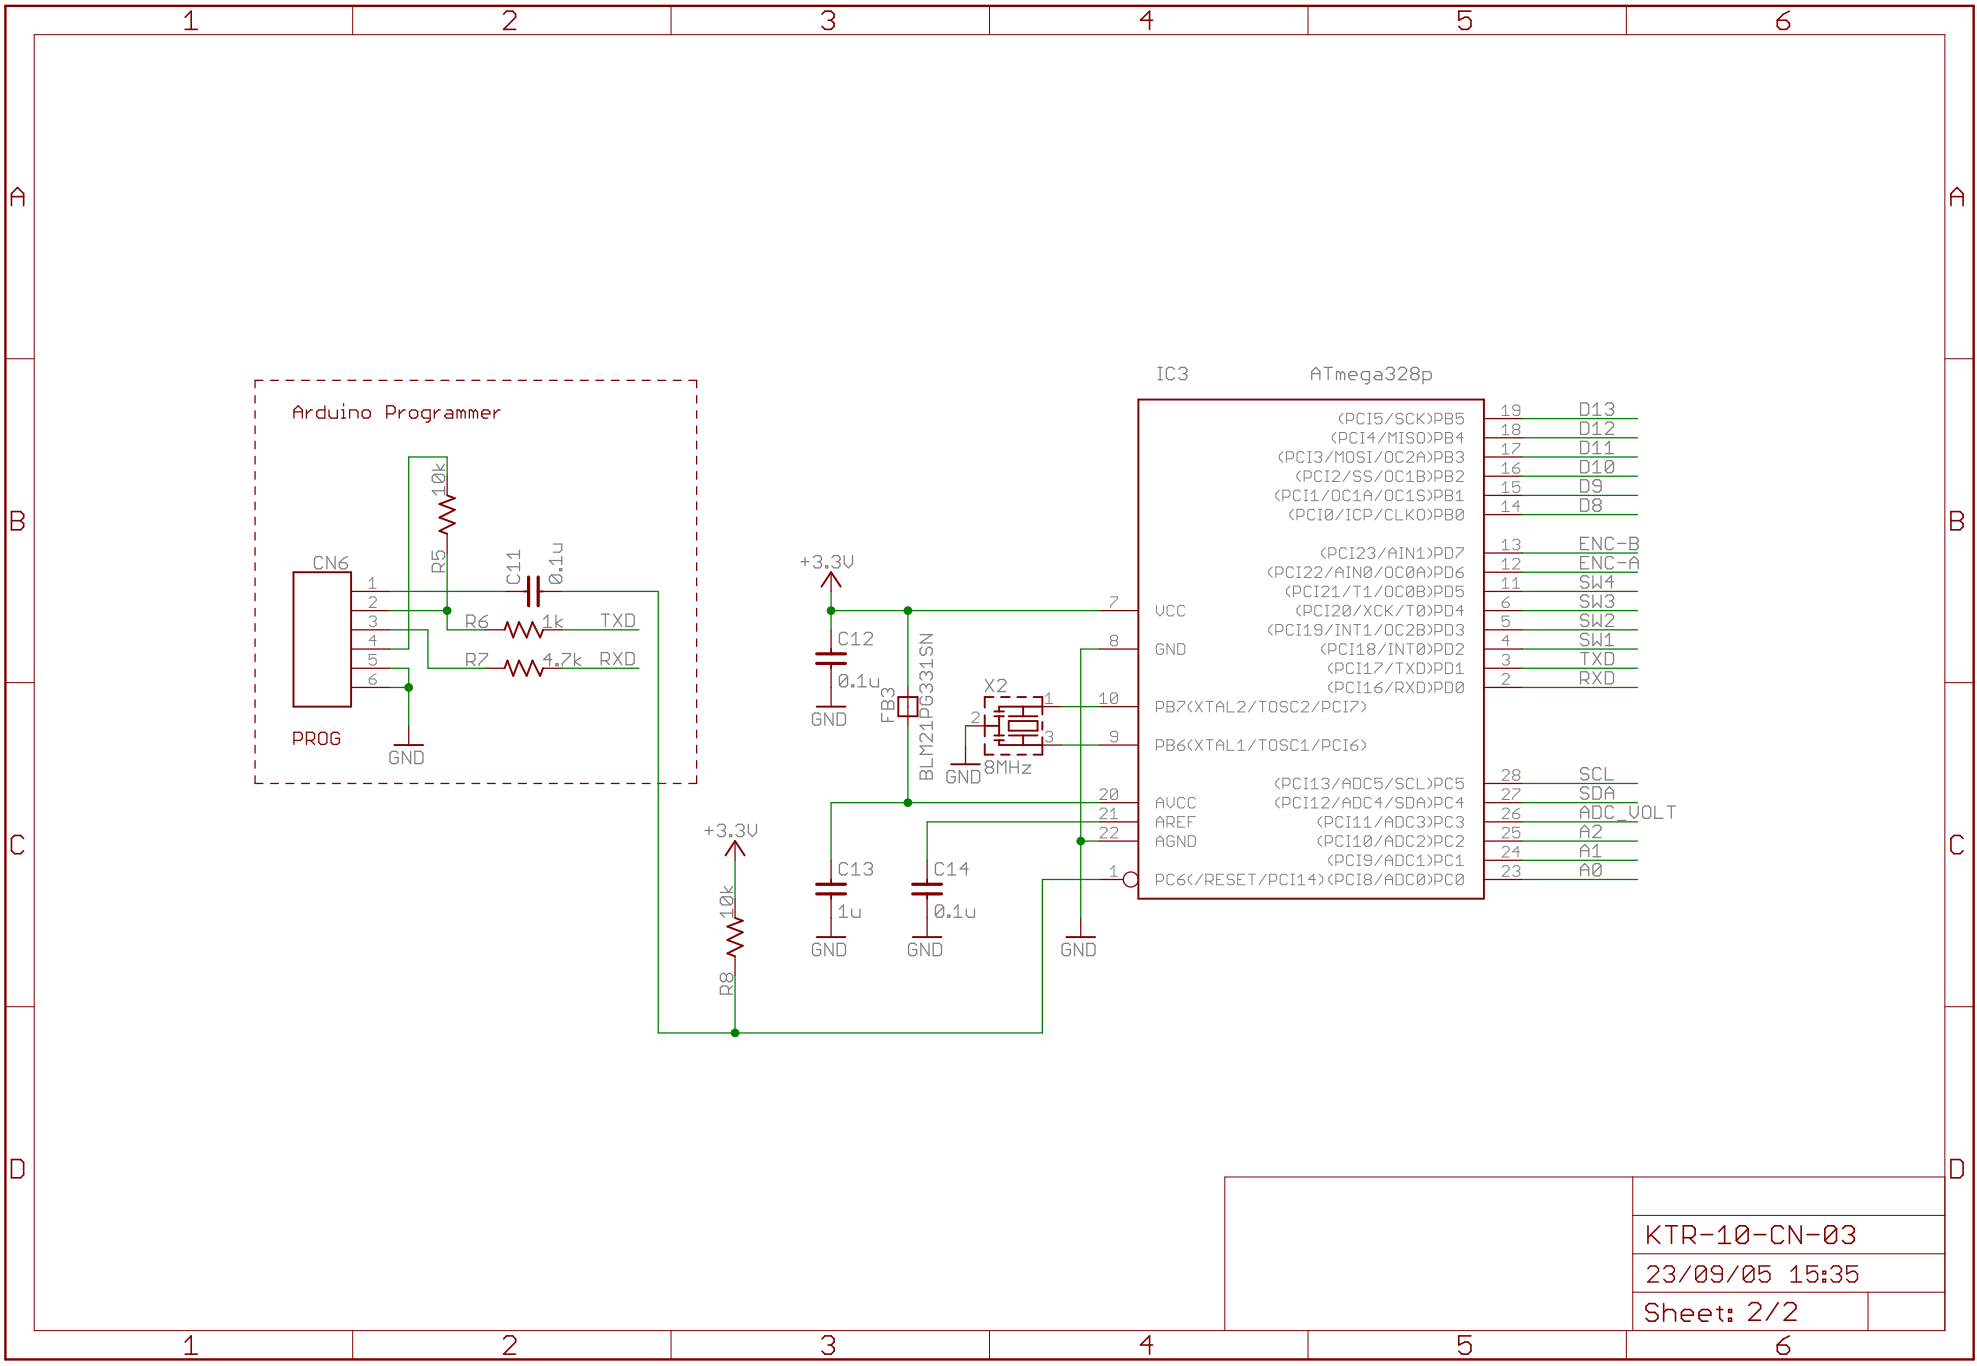 1 2 3 4 5 6
A A
B B
C C
D D
Arduino Programmer
10k
R5
CN6
1
2
3
4
5
6
C11
0.1u
R6 1k TXD
R7 4.7k RXD
PROG
GND
+3.3V
C12
0.1u
GND
FB3
BLM21PG331SN
X2
1
2
3
8MHz
GND
+3.3V
10k
R8
C13
1u
GND
C14
0.1u
GND
GND
IC3 ATmega328p
7 VCC
8 GND
10 PB7(XTAL2/TOSC2/PCI7)
9 PB6(XTAL1/TOSC1/PCI6)
20 AVCC
21 AREF
22 AGND
1 PC6(/RESET/PCI14)
(PCI5/SCK)PB5 19 D13
(PCI4/MISO)PB4 18 D12
(PCI3/MOSI/OC2A)PB3 17 D11
(PCI2/SS/OC1B)PB2 16 D10
(PCI1/OC1A/OC1S)PB1 15 D9
(PCI0/ICP/CLKO)PB0 14 D8
(PCI23/AIN1)PD7 13 ENC-B
(PCI22/AIN0/OC0A)PD6 12 ENC-A
(PCI21/T1/OC0B)PD5 11 SW4
(PCI20/XCK/T0)PD4 6 SW3
(PCI19/INT1/OC2B)PD3 5 SW2
(PCI18/INT0)PD2 4 SW1
(PCI17/TXD)PD1 3 TXD
(PCI16/RXD)PD0 2 RXD
(PCI13/ADC5/SCL)PC5 28 SCL
(PCI12/ADC4/SDA)PC4 27 SDA
(PCI11/ADC3)PC3 26 ADC_VOLT
(PCI10/ADC2)PC2 25 A2
(PCI9/ADC1)PC1 24 A1
(PCI8/ADC0)PC0 23 A0
KTR-10-CN-03
23/09/05 15:35
Sheet: 2/2
1 2 3 4 5 6